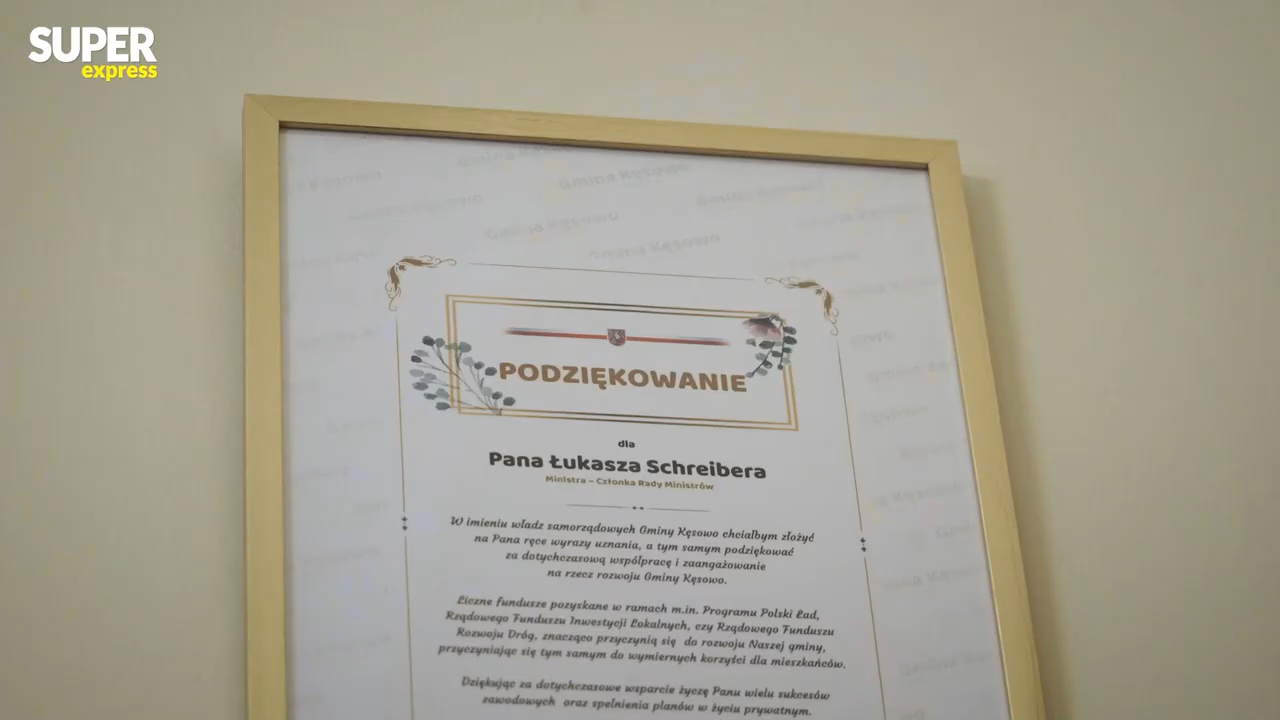 SUPER
express
Gmina Kęsowo
PODZIĘKOWANIE
dla
Pana Łukasza Schreibera
Ministra – Członka Rady Ministrów
W imieniu władz samorządowych Gminy Kęsowo chciałbym złożyć
na Pana ręce wyrazy uznania, a tym samym podziękować
za dotychczasową współpracę i zaangażowanie
na rzecz rozwoju Gminy Kęsowo.
Liczne fundusze pozyskane w ramach m.in. Programu Polski Ład,
Rządowego Funduszu Inwestycji Lokalnych, czy Rządowego Funduszu
Rozwoju Dróg, znacząco przyczynią się do rozwoju Naszej gminy,
przyczyniając się tym samym do wymiernych korzyści dla mieszkańców.
Dziękując za dotychczasowe wsparcie życzę Panu wielu sukcesów
zawodowych oraz spełnienia planów w życiu prywatnym.